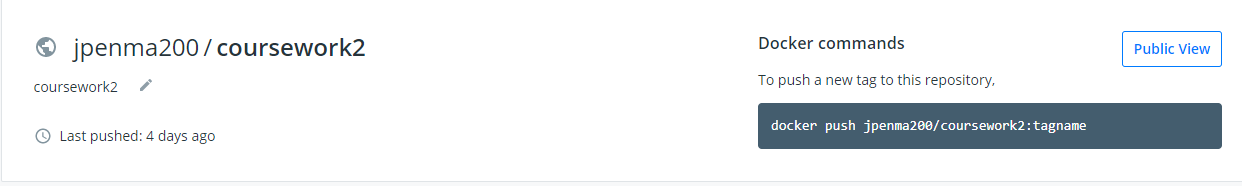 jpenma200 / coursework2
coursework2
Last pushed: 4 days ago
Docker commands
Public View
To push a new tag to this repository,
docker push jpenma200/coursework2:tagname